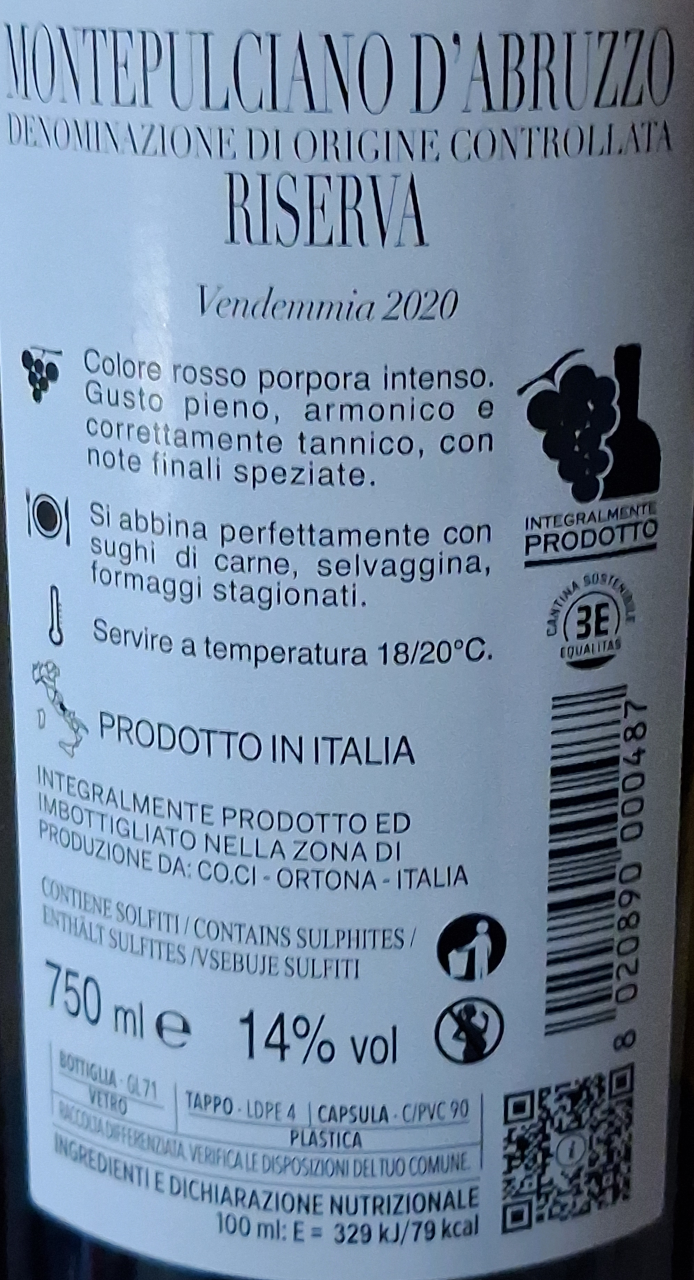 MONTEPULCIANO D'ABRUZZO
DENOMINAZIONE DI ORIGINE CONTROLLATA
RISERVA
Vendemmia 2020
Colore rosso porpora intenso.
Gusto pieno, armonico e
correttamente tannico, con
note finali speziate.
INTEGRALMENTE
PRODOTTO
Si abbina perfettamente con
sughi di carne, selvaggina,
formaggi stagionati.
CANTINA SOSTENIBILE
3E
EQUALITAS
Servire a temperatura 18/20°C.
PRODOTTO IN ITALIA
INTEGRALMENTE PRODOTTO ED
IMBOTTIGLIATO NELLA ZONA DI
PRODUZIONE DA: CO.CI - ORTONA - ITALIA
8 020890 000487
CONTIENE SOLFITI / CONTAINS SULPHITES /
ENTHÄLT SULFITES /VSEBUJE SULFITI
750 ml e 14% vol
BOTTIGLIA - GL 71
VETRO
TAPPO - LDPE 4 | CAPSULA - C/PVC 90
PLASTICA
RACCOLTA DIFFERENZIATA. VERIFICA LE DISPOSIZIONI DEL TUO COMUNE.
INGREDIENTI E DICHIARAZIONE NUTRIZIONALE
100 ml: E = 329 kJ/79 kcal
i